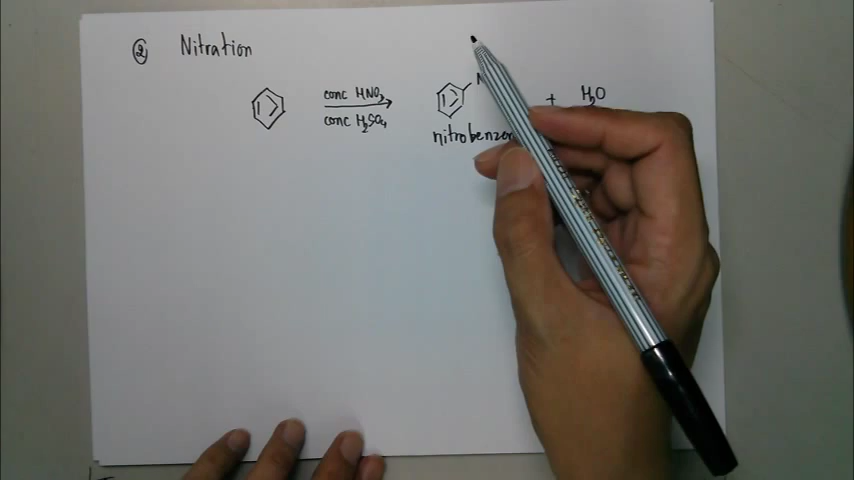 ② Nitration
conc HNO₃
N + H₂O
conc H₂SO₄